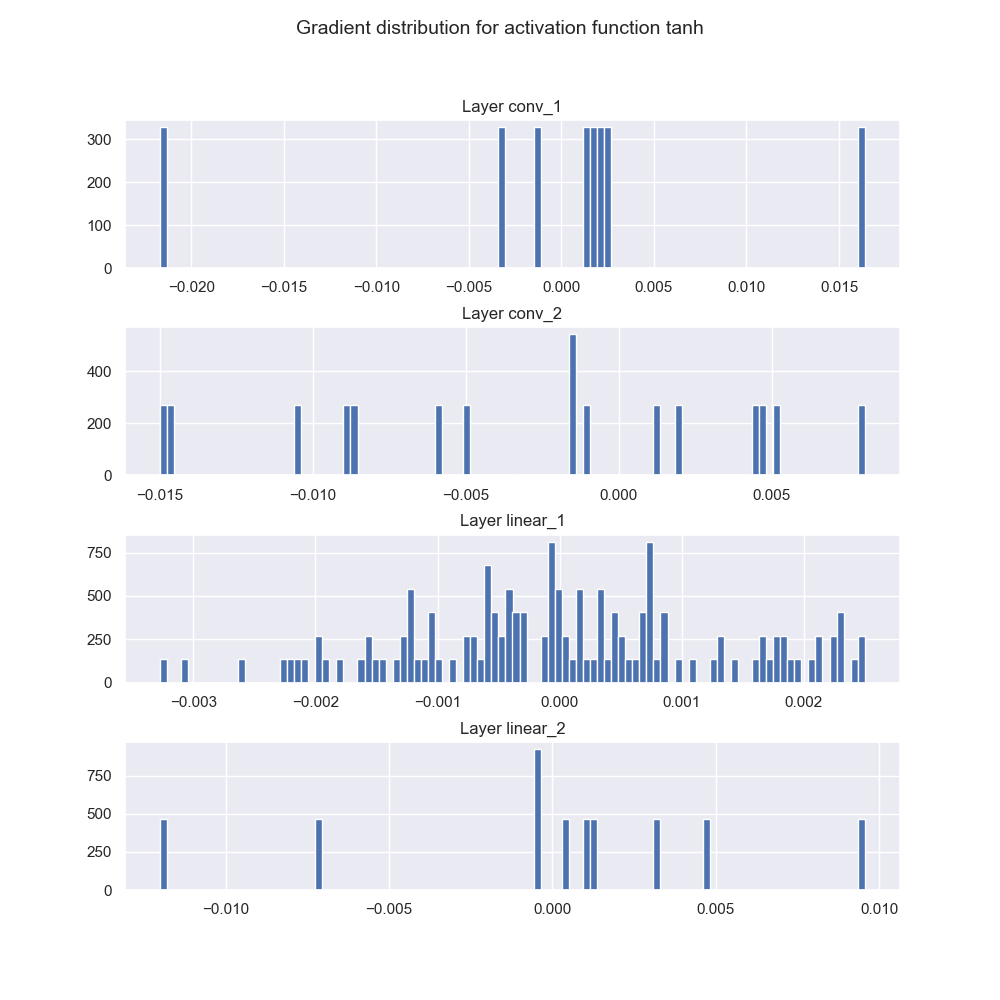 Gradient distribution for activation function tanh
Layer conv_1
300
200
100
0
−0.020 −0.015 −0.010 −0.005 0.000 0.005 0.010 0.015
Layer conv_2
400
200
0
−0.015 −0.010 −0.005 0.000 0.005
Layer linear_1
750
500
250
0
−0.003 −0.002 −0.001 0.000 0.001 0.002
Layer linear_2
750
500
250
0
−0.010 −0.005 0.000 0.005 0.010